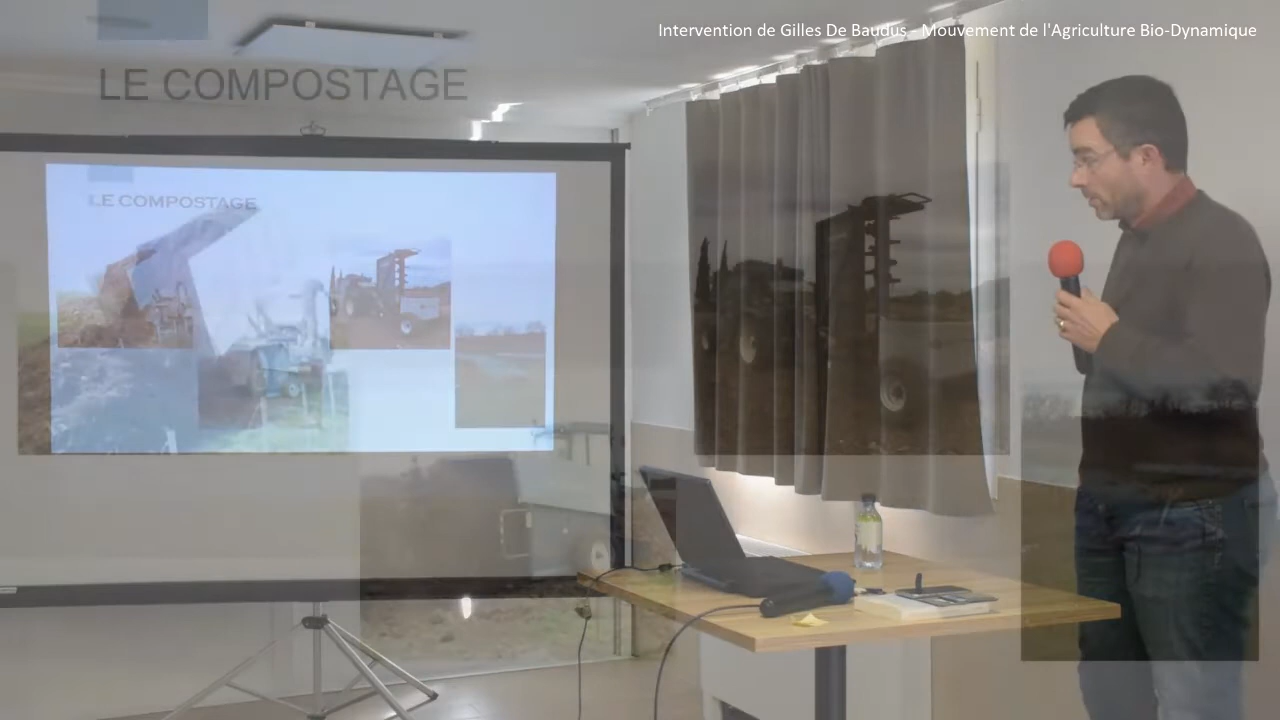 Intervention de Gilles De Baudus - Mouvement de l'Agriculture Bio-Dynamique
LE COMPOSTAGE
LE COMPOSTAGE